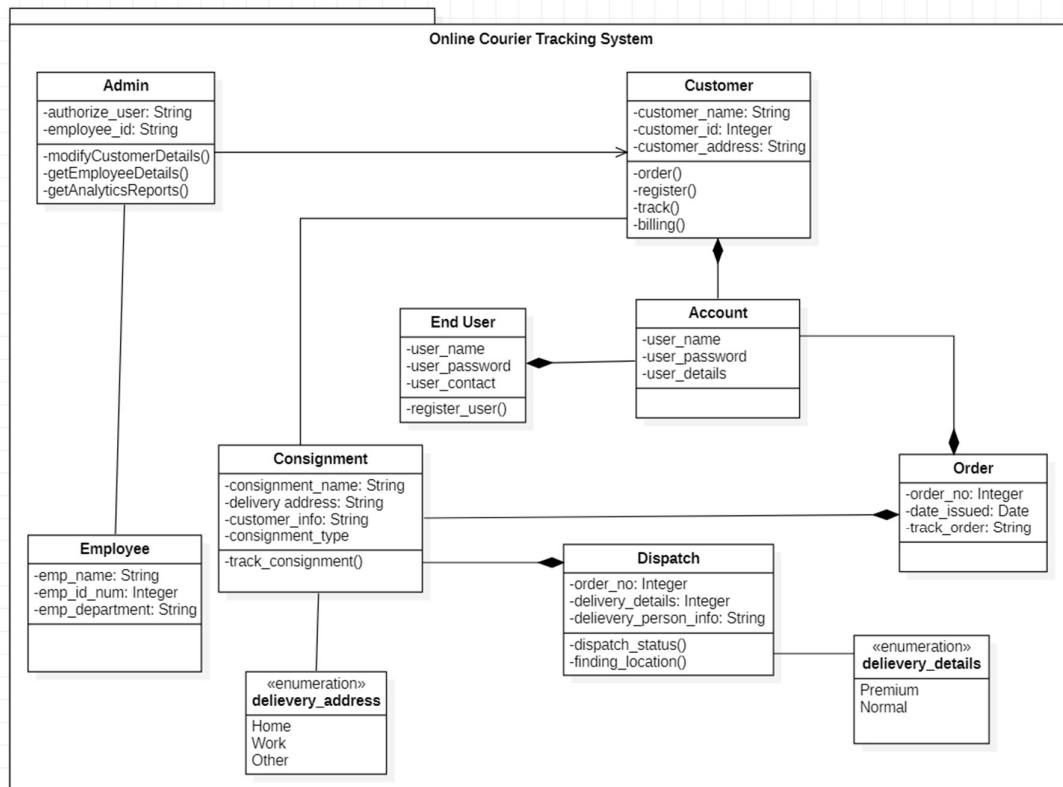 Online Courier Tracking System
Admin
-authorize_user: String
-employee_id: String
-modifyCustomerDetails()
-getEmployeeDetails()
-getAnalyticsReports()
Customer
-customer_name: String
-customer_id: Integer
-customer_address: String
-order()
-register()
-track()
-billing()
End User
-user_name
-user_password
-user_contact
-register_user()
Account
-user_name
-user_password
-user_details
Consignment
-consignment_name: String
-delivery address: String
-customer_info: String
-consignment_type
-track_consignment()
Order
-order_no: Integer
-date_issued: Date
-track_order: String
Employee
-emp_name: String
-emp_id_num: Integer
-emp_department: String
Dispatch
-order_no: Integer
-delivery_details: Integer
-delievery_person_info: String
-dispatch_status()
-finding_location()
«enumeration»
delievery_address
Home
Work
Other
«enumeration»
delievery_details
Premium
Normal